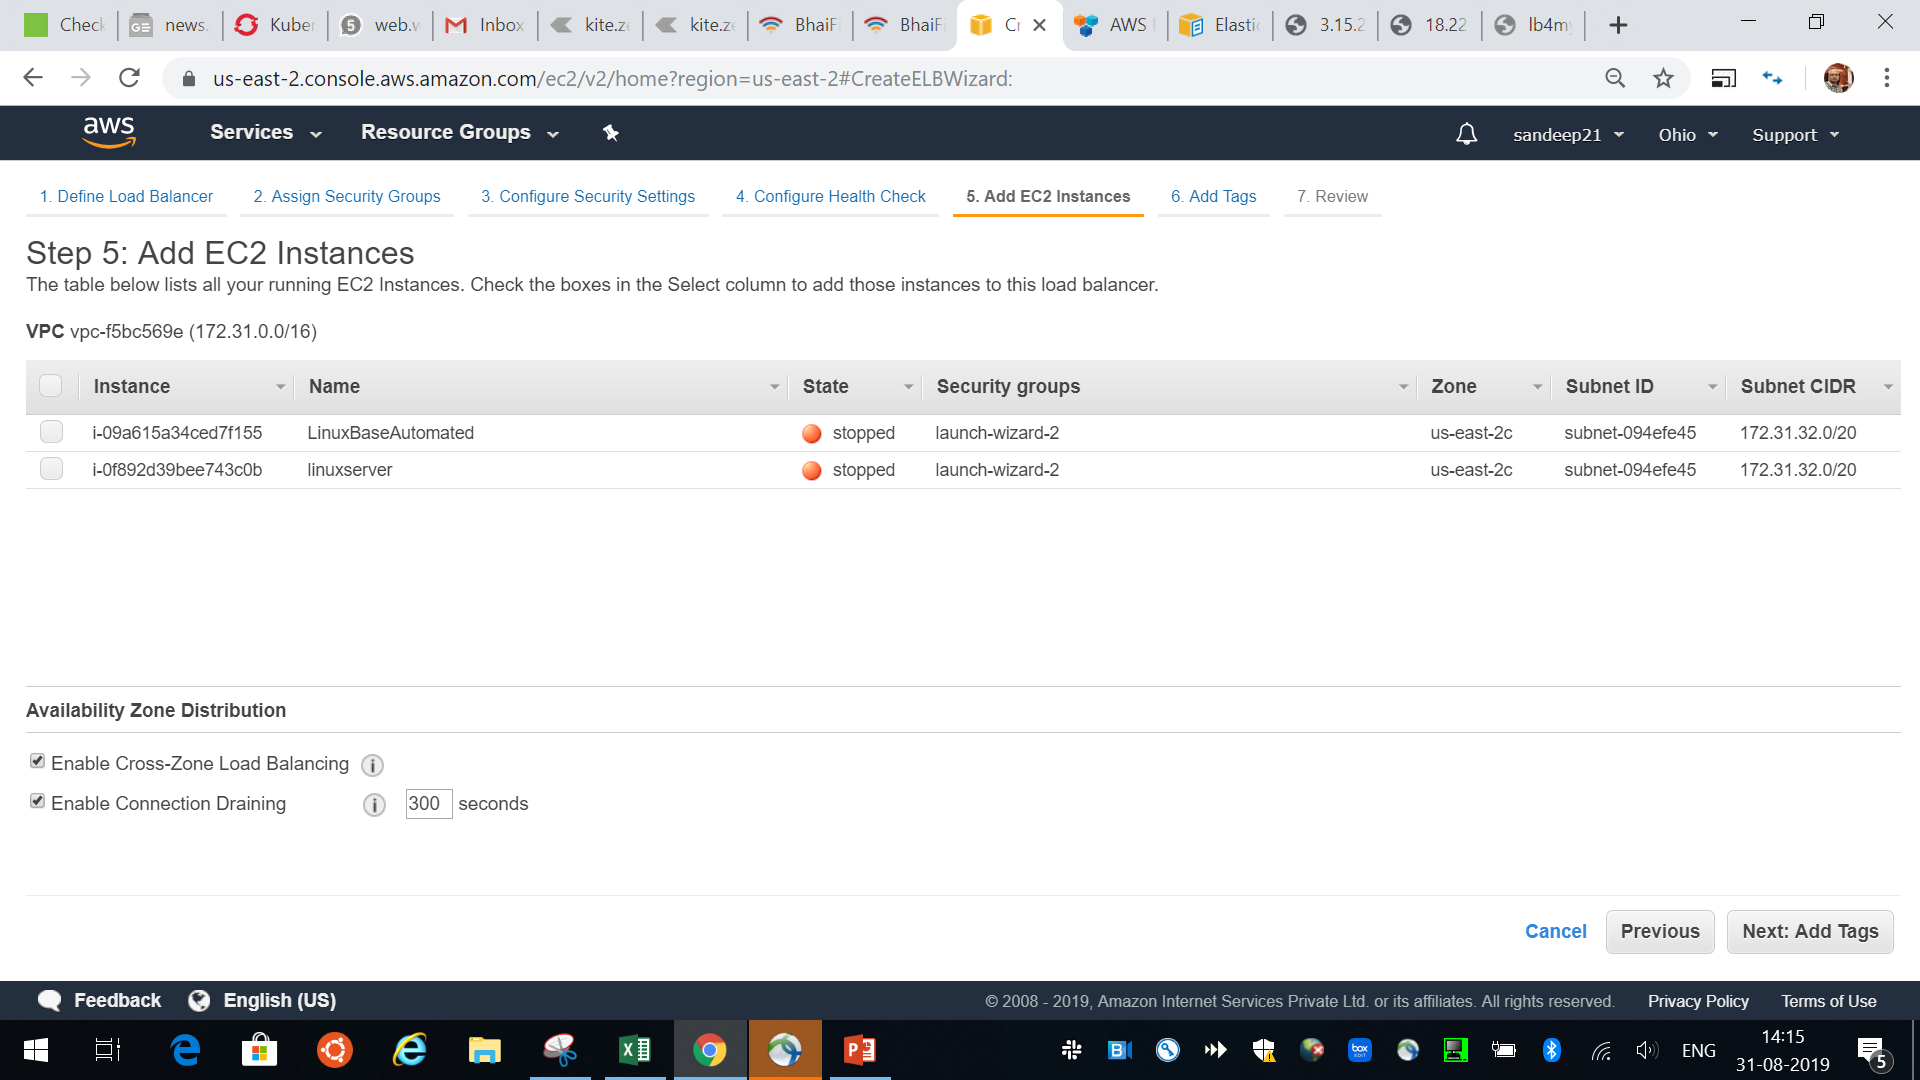 Check
news.
Kuber
web.w
Inbox
kite.ze
kite.ze
BhaiFi
BhaiFi
Cr
AWS
Elastic
3.15.2
18.22
lb4my
us-east-2.console.aws.amazon.com/ec2/v2/home?region=us-east-2#CreateELBWizard:
aws Services Resource Groups sandeep21 Ohio Support
1. Define Load Balancer 2. Assign Security Groups 3. Configure Security Settings 4. Configure Health Check 5. Add EC2 Instances 6. Add Tags 7. Review
Step 5: Add EC2 Instances
The table below lists all your running EC2 Instances. Check the boxes in the Select column to add those instances to this load balancer.
VPC vpc-f5bc569e (172.31.0.0/16)
Instance Name State Security groups Zone Subnet ID Subnet CIDR
i-09a615a34ced7f155 LinuxBaseAutomated stopped launch-wizard-2 us-east-2c subnet-094efe45 172.31.32.0/20
i-0f892d39bee743c0b linuxserver stopped launch-wizard-2 us-east-2c subnet-094efe45 172.31.32.0/20
Availability Zone Distribution
Enable Cross-Zone Load Balancing
Enable Connection Draining 300 seconds
Cancel Previous Next: Add Tags
Feedback English (US) © 2008 - 2019, Amazon Internet Services Private Ltd. or its affiliates. All rights reserved. Privacy Policy Terms of Use
ENG
14:15
31-08-2019
5